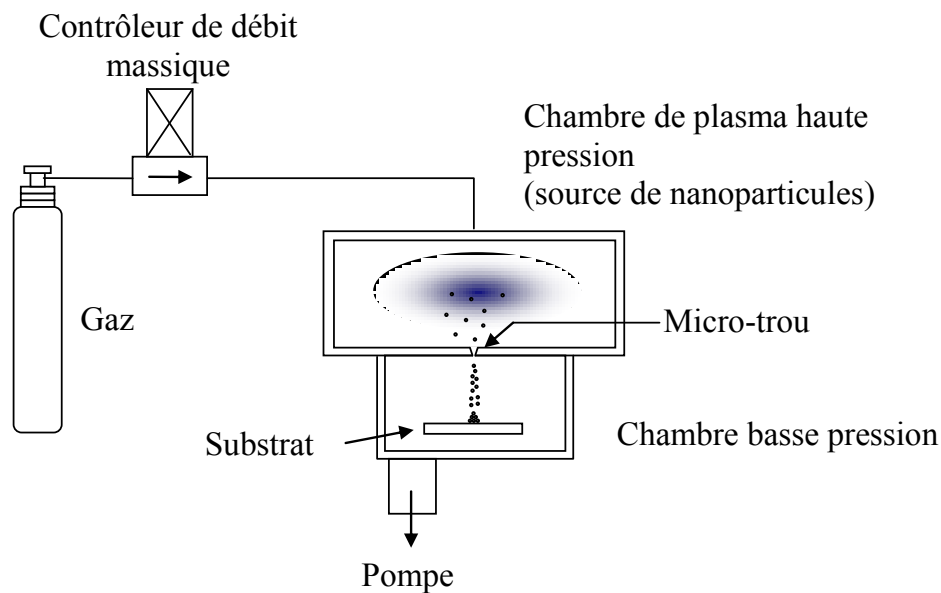 Contrôleur de débit
massique
Chambre de plasma haute
pression
(source de nanoparticules)
Gaz
Micro-trou
Substrat
Chambre basse pression
Pompe